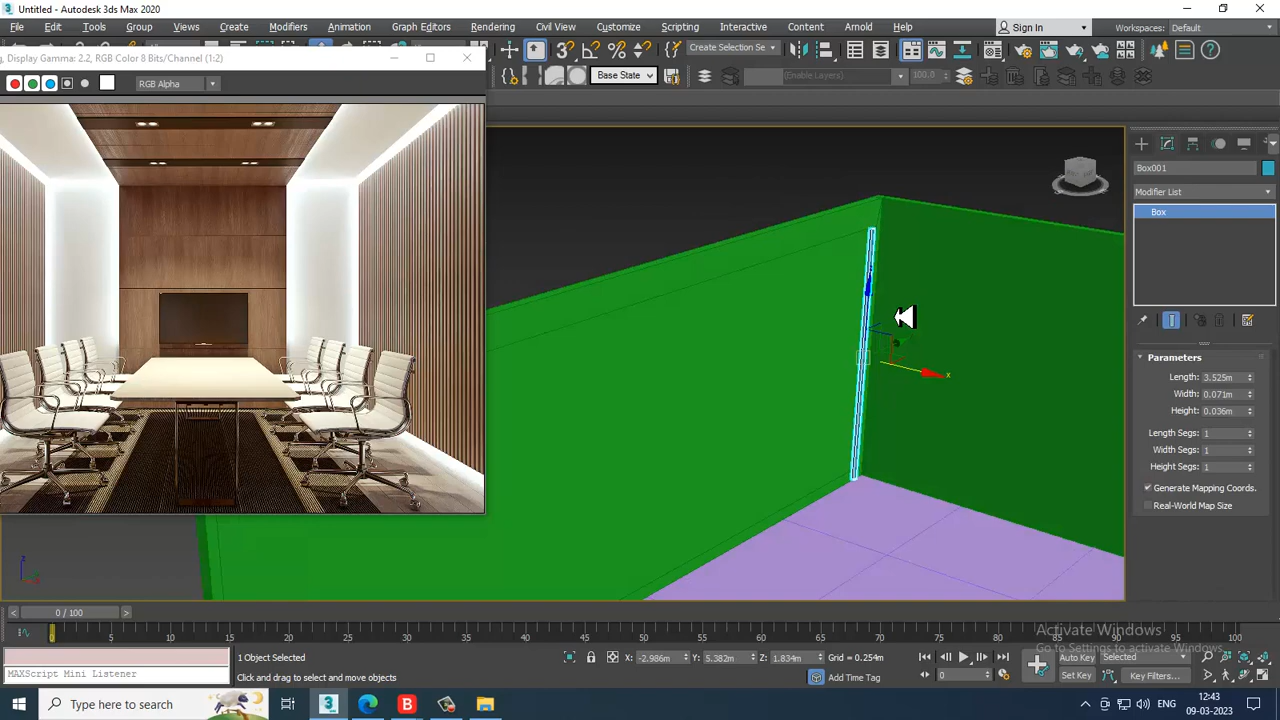 Untitled - Autodesk 3ds Max 2020
File Edit Tools Group Views Create Modifiers Animation Graph Editors Rendering Civil View Customize Scripting Interactive Content Arnold Help Sign In Workspaces: Default
, Display Gamma: 2.2, RGB Color 8 Bits/Channel (1:2)
Create Selection Se
RGB Alpha
Base State
(Enable Layers)
100.0
Box001
Modifier List
Box
x
Parameters
Length: 3.525m
Width: 0.071m
Height: 0.036m
Length Segs: 1
Width Segs: 1
Height Segs: 1
Generate Mapping Coords.
Real-World Map Size
z
0 / 100
0 5 10 15 20 25 30 35 40 45 50 55 60 65 70 75 80 85 90 95 100
Activate Windows
Go to Settings to activate Windows.
1 Object Selected
X: -2.986m Y: 5.382m Z: 1.834m Grid = 0.254m
Auto Key Selected
MAXScript Mini Listener
Click and drag to select and move objects
Add Time Tag
0
Set Key Key Filters...
Type here to search
3
B
ENG
12:43
09-03-2023